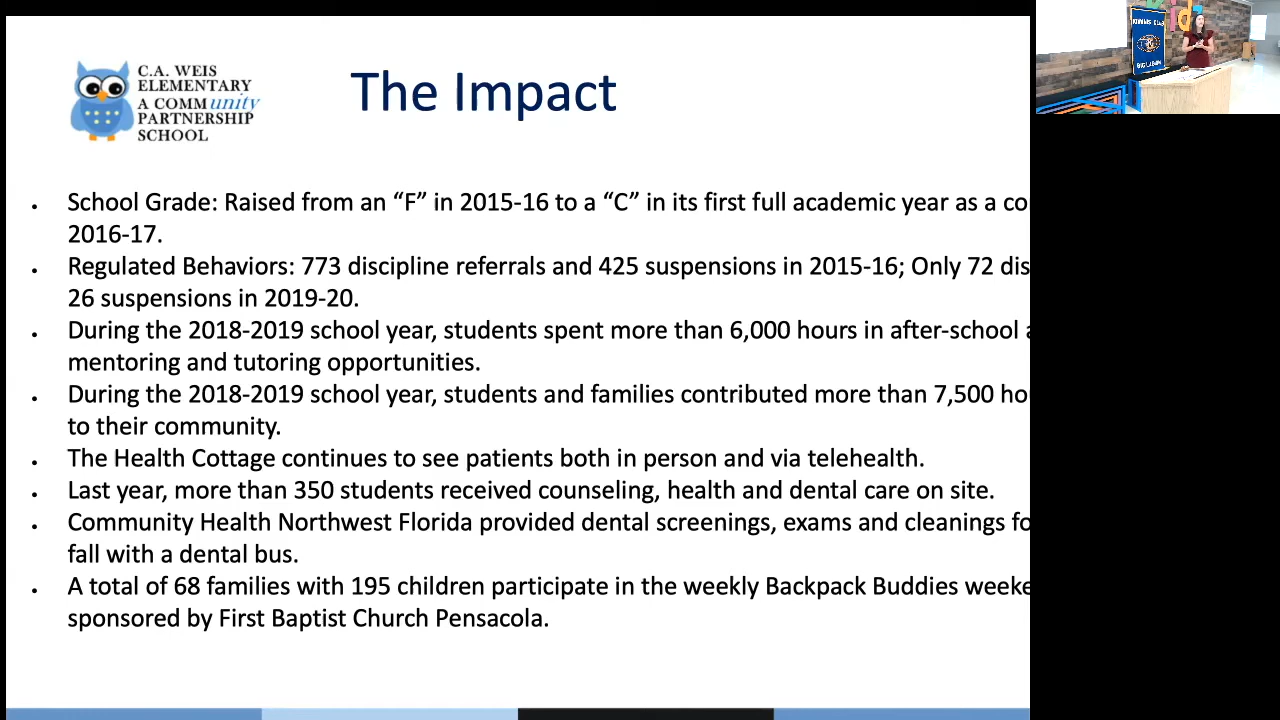 C.A. WEIS
ELEMENTARY
A COMMunity
PARTNERSHIP
SCHOOL
The Impact
• School Grade: Raised from an “F” in 2015-16 to a “C” in its first full academic year as a
2016-17.
• Regulated Behaviors: 773 discipline referrals and 425 suspensions in 2015-16; Only 72
26 suspensions in 2019-20.
• During the 2018-2019 school year, students spent more than 6,000 hours in after-school
mentoring and tutoring opportunities.
• During the 2018-2019 school year, students and families contributed more than 7,500
to their community.
• The Health Cottage continues to see patients both in person and via telehealth.
• Last year, more than 350 students received counseling, health and dental care on site.
• Community Health Northwest Florida provided dental screenings, exams and cleanings
fall with a dental bus.
• A total of 68 families with 195 children participate in the weekly Backpack Buddies
sponsored by First Baptist Church Pensacola.
KIWANIS CLUB
BIG LAGOON